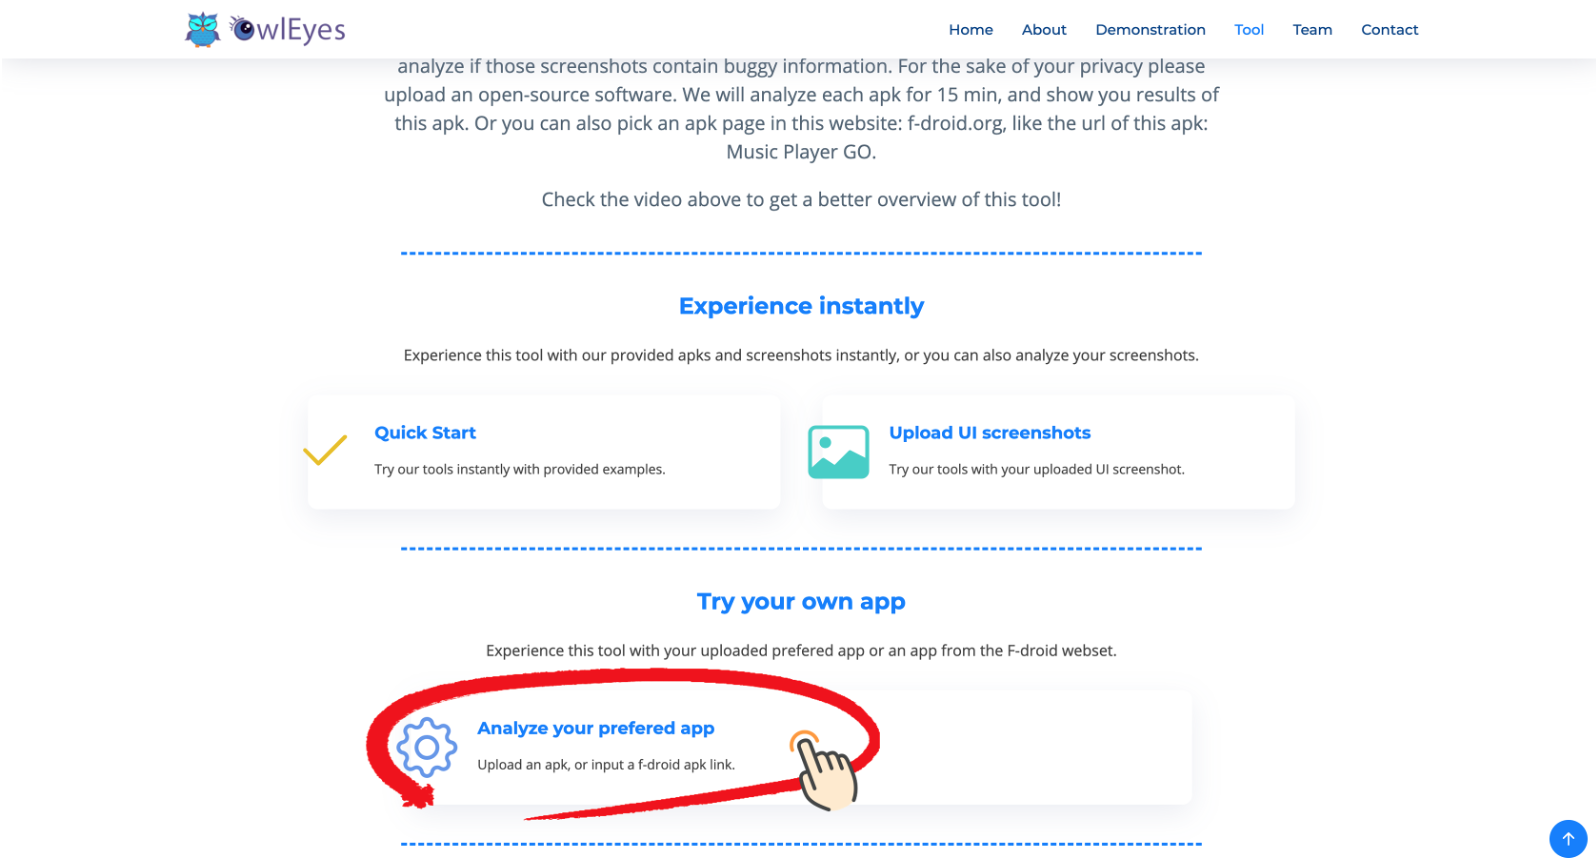 OwlEyes
Home About Demonstration Tool Team Contact
analyze if those screenshots contain buggy information. For the sake of your privacy please
upload an open-source software. We will analyze each apk for 15 min, and show you results of
this apk. Or you can also pick an apk page in this website: f-droid.org, like the url of this apk:
Music Player GO.
Check the video above to get a better overview of this tool!
Experience instantly
Experience this tool with our provided apks and screenshots instantly, or you can also analyze your screenshots.
Quick Start
Try our tools instantly with provided examples.
Upload UI screenshots
Try our tools with your uploaded UI screenshot.
Try your own app
Experience this tool with your uploaded prefered app or an app from the F-droid webset.
Analyze your prefered app
Upload an apk, or input a f-droid apk link.